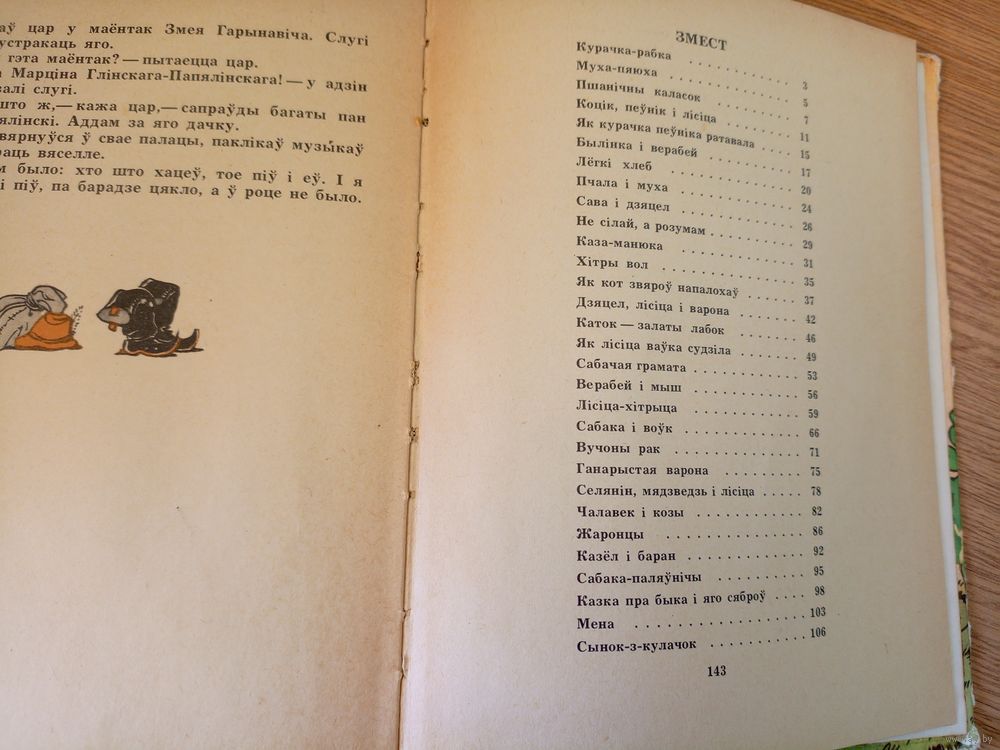 аў цар у маёнтак Змея Гарынавіча. Слугі
устракаць яго.
гэта маёнтак? — пытаецца цар.
Марціна Глінскага-Папялінскага! — у адзін
валі слугі.
што ж, — кажа цар, — сапраўды багаты пан
ялінскі. Аддам за яго дачку.
вярнуўся ў свае палацы, паклікаў музыкаў
раць вяселле.
м было: хто што хацеў, тое піў і еў. І я
і піў, па барадзе цякло, а ў роце не было.
ЗМЕСТ
Курачка-рабка . . . . . . . . . . . 3
Муха-пяюха . . . . . . . . . . . 5
Пшанічны каласок . . . . . . . . . 7
Коцік, пеўнік і лісіца . . . . . . . . 11
Як курачка пеўніка ратавала . . . . 15
Былінка і верабей . . . . . . . . . 17
Лёгкі хлеб . . . . . . . . . . . . 20
Пчала і муха . . . . . . . . . . . 24
Сава і дзяцел . . . . . . . . . . . 26
Не сілай, а розумам . . . . . . . . 29
Каза-манюка . . . . . . . . . . . 31
Хітры вол . . . . . . . . . . . . 35
Як кот звяроў напалохаў . . . . . . 37
Дзяцел, лісіца і варона . . . . . . . 42
Каток — залаты лабок . . . . . . . 46
Як лісіца ваўка судзіла . . . . . . . 49
Сабачая грамата . . . . . . . . . . 53
Верабей і мыш . . . . . . . . . . 56
Лісіца-хітрыца . . . . . . . . . . 59
Сабака і воўк . . . . . . . . . . . 66
Вучоны рак . . . . . . . . . . . . 71
Ганарыстая варона . . . . . . . . 75
Селянін, мядзведзь і лісіца . . . . . 78
Чалавек і козы . . . . . . . . . . . 82
Жаронцы . . . . . . . . . . . . . 86
Казёл і баран . . . . . . . . . . . 92
Сабака-паляўнічы . . . . . . . . . 95
Казка пра быка і яго сяброў . . . . 98
Мена . . . . . . . . . . . . . . . 103
Сынок-з-кулачок . . . . . . . . . 106
143